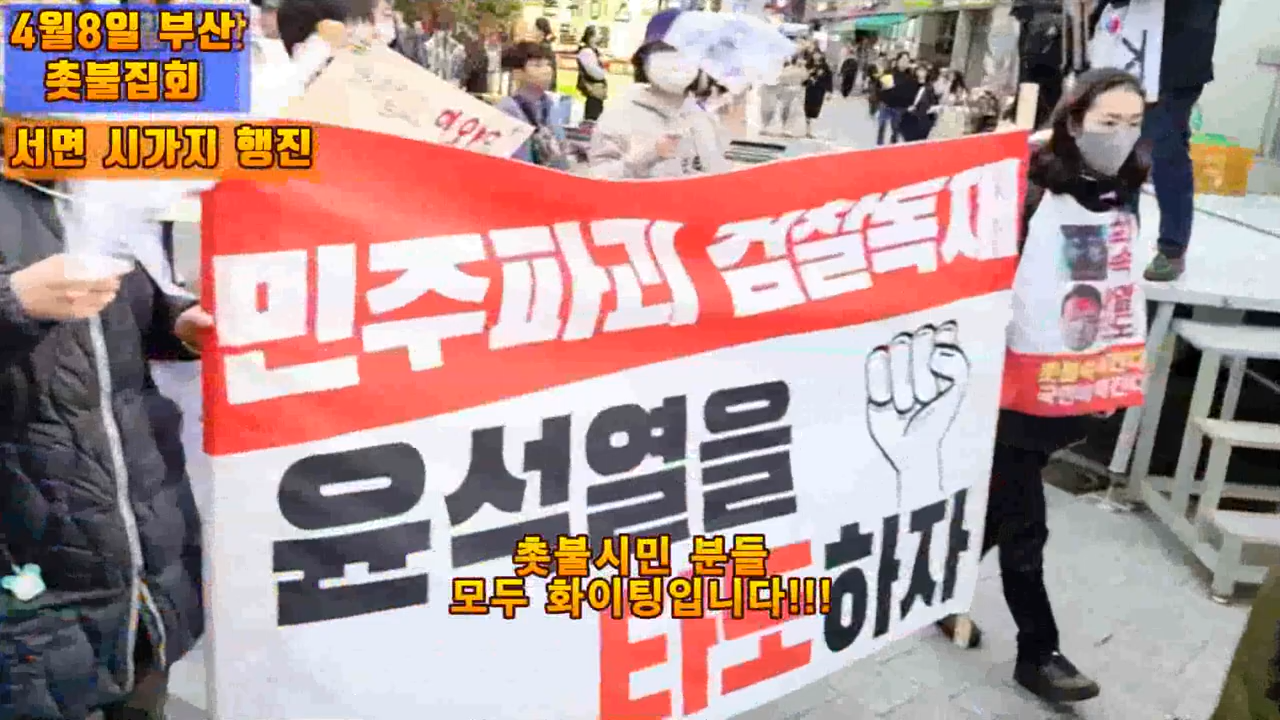 4월8일 부산
촛불집회
서면 시가지 행진
민주파괴 검찰독재
윤석열을
타도하자
촛불시민 분들
모두 화이팅입니다!!!